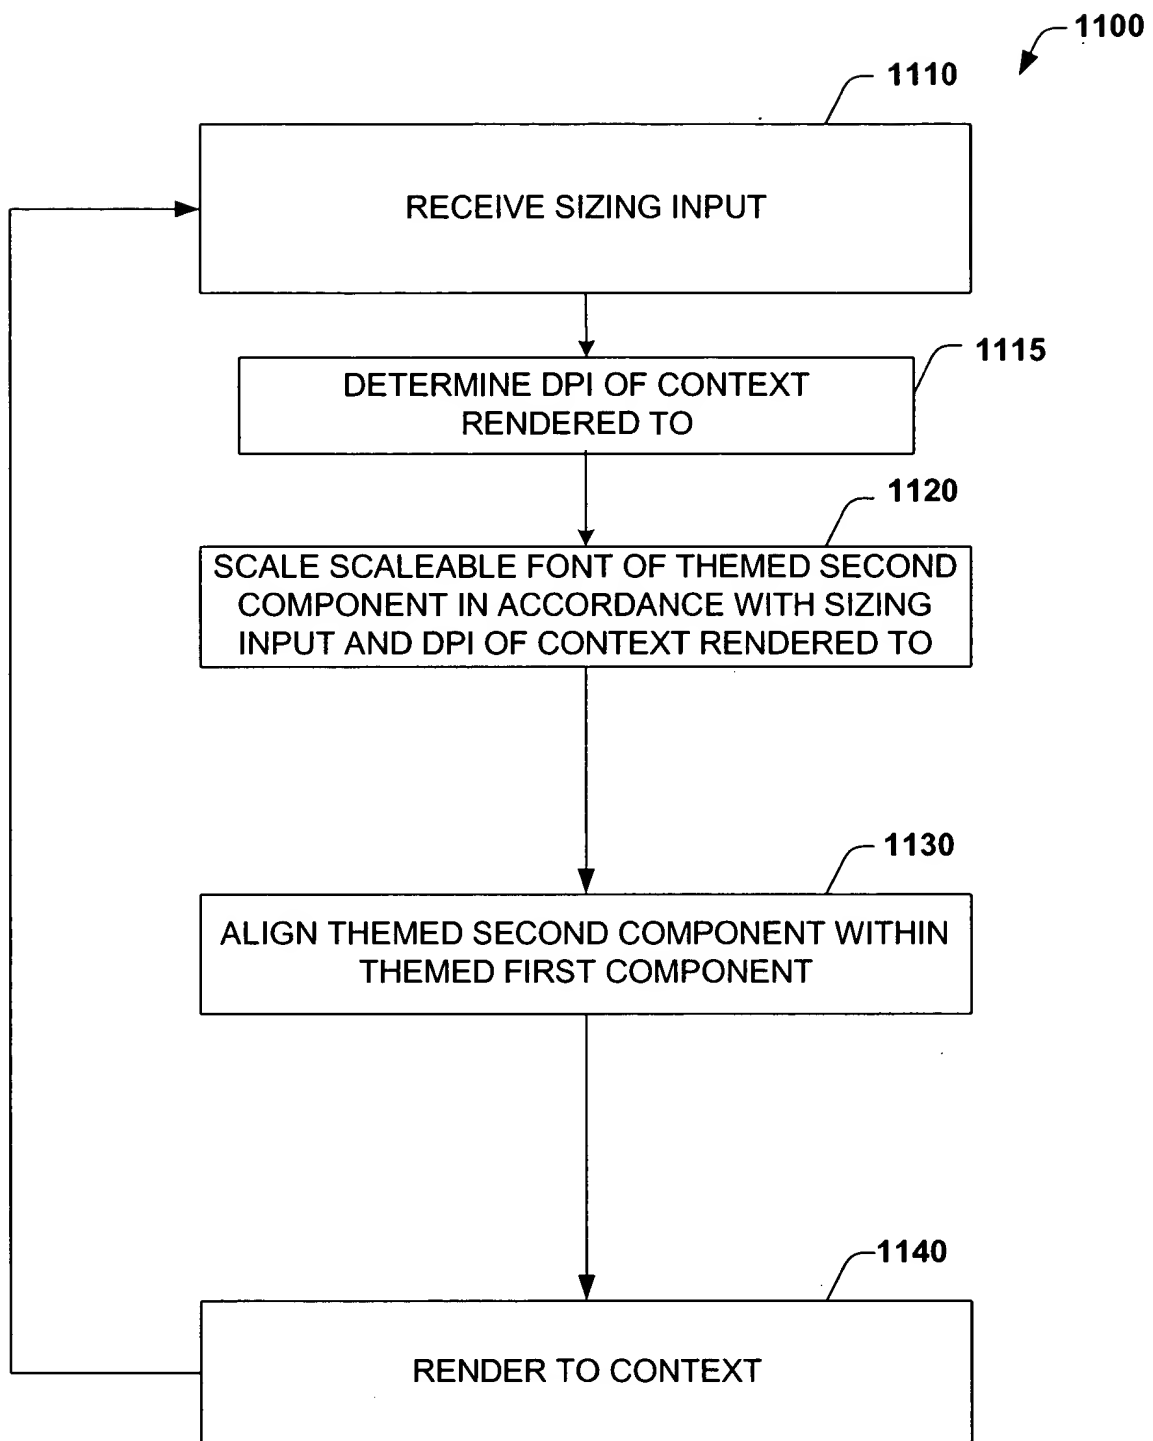 1100
1110
RECEIVE SIZING INPUT
1115
DETERMINE DPI OF CONTEXT
RENDERED TO
1120
SCALE SCALEABLE FONT OF THEMED SECOND
COMPONENT IN ACCORDANCE WITH SIZING
INPUT AND DPI OF CONTEXT RENDERED TO
1130
ALIGN THEMED SECOND COMPONENT WITHIN
THEMED FIRST COMPONENT
1140
RENDER TO CONTEXT